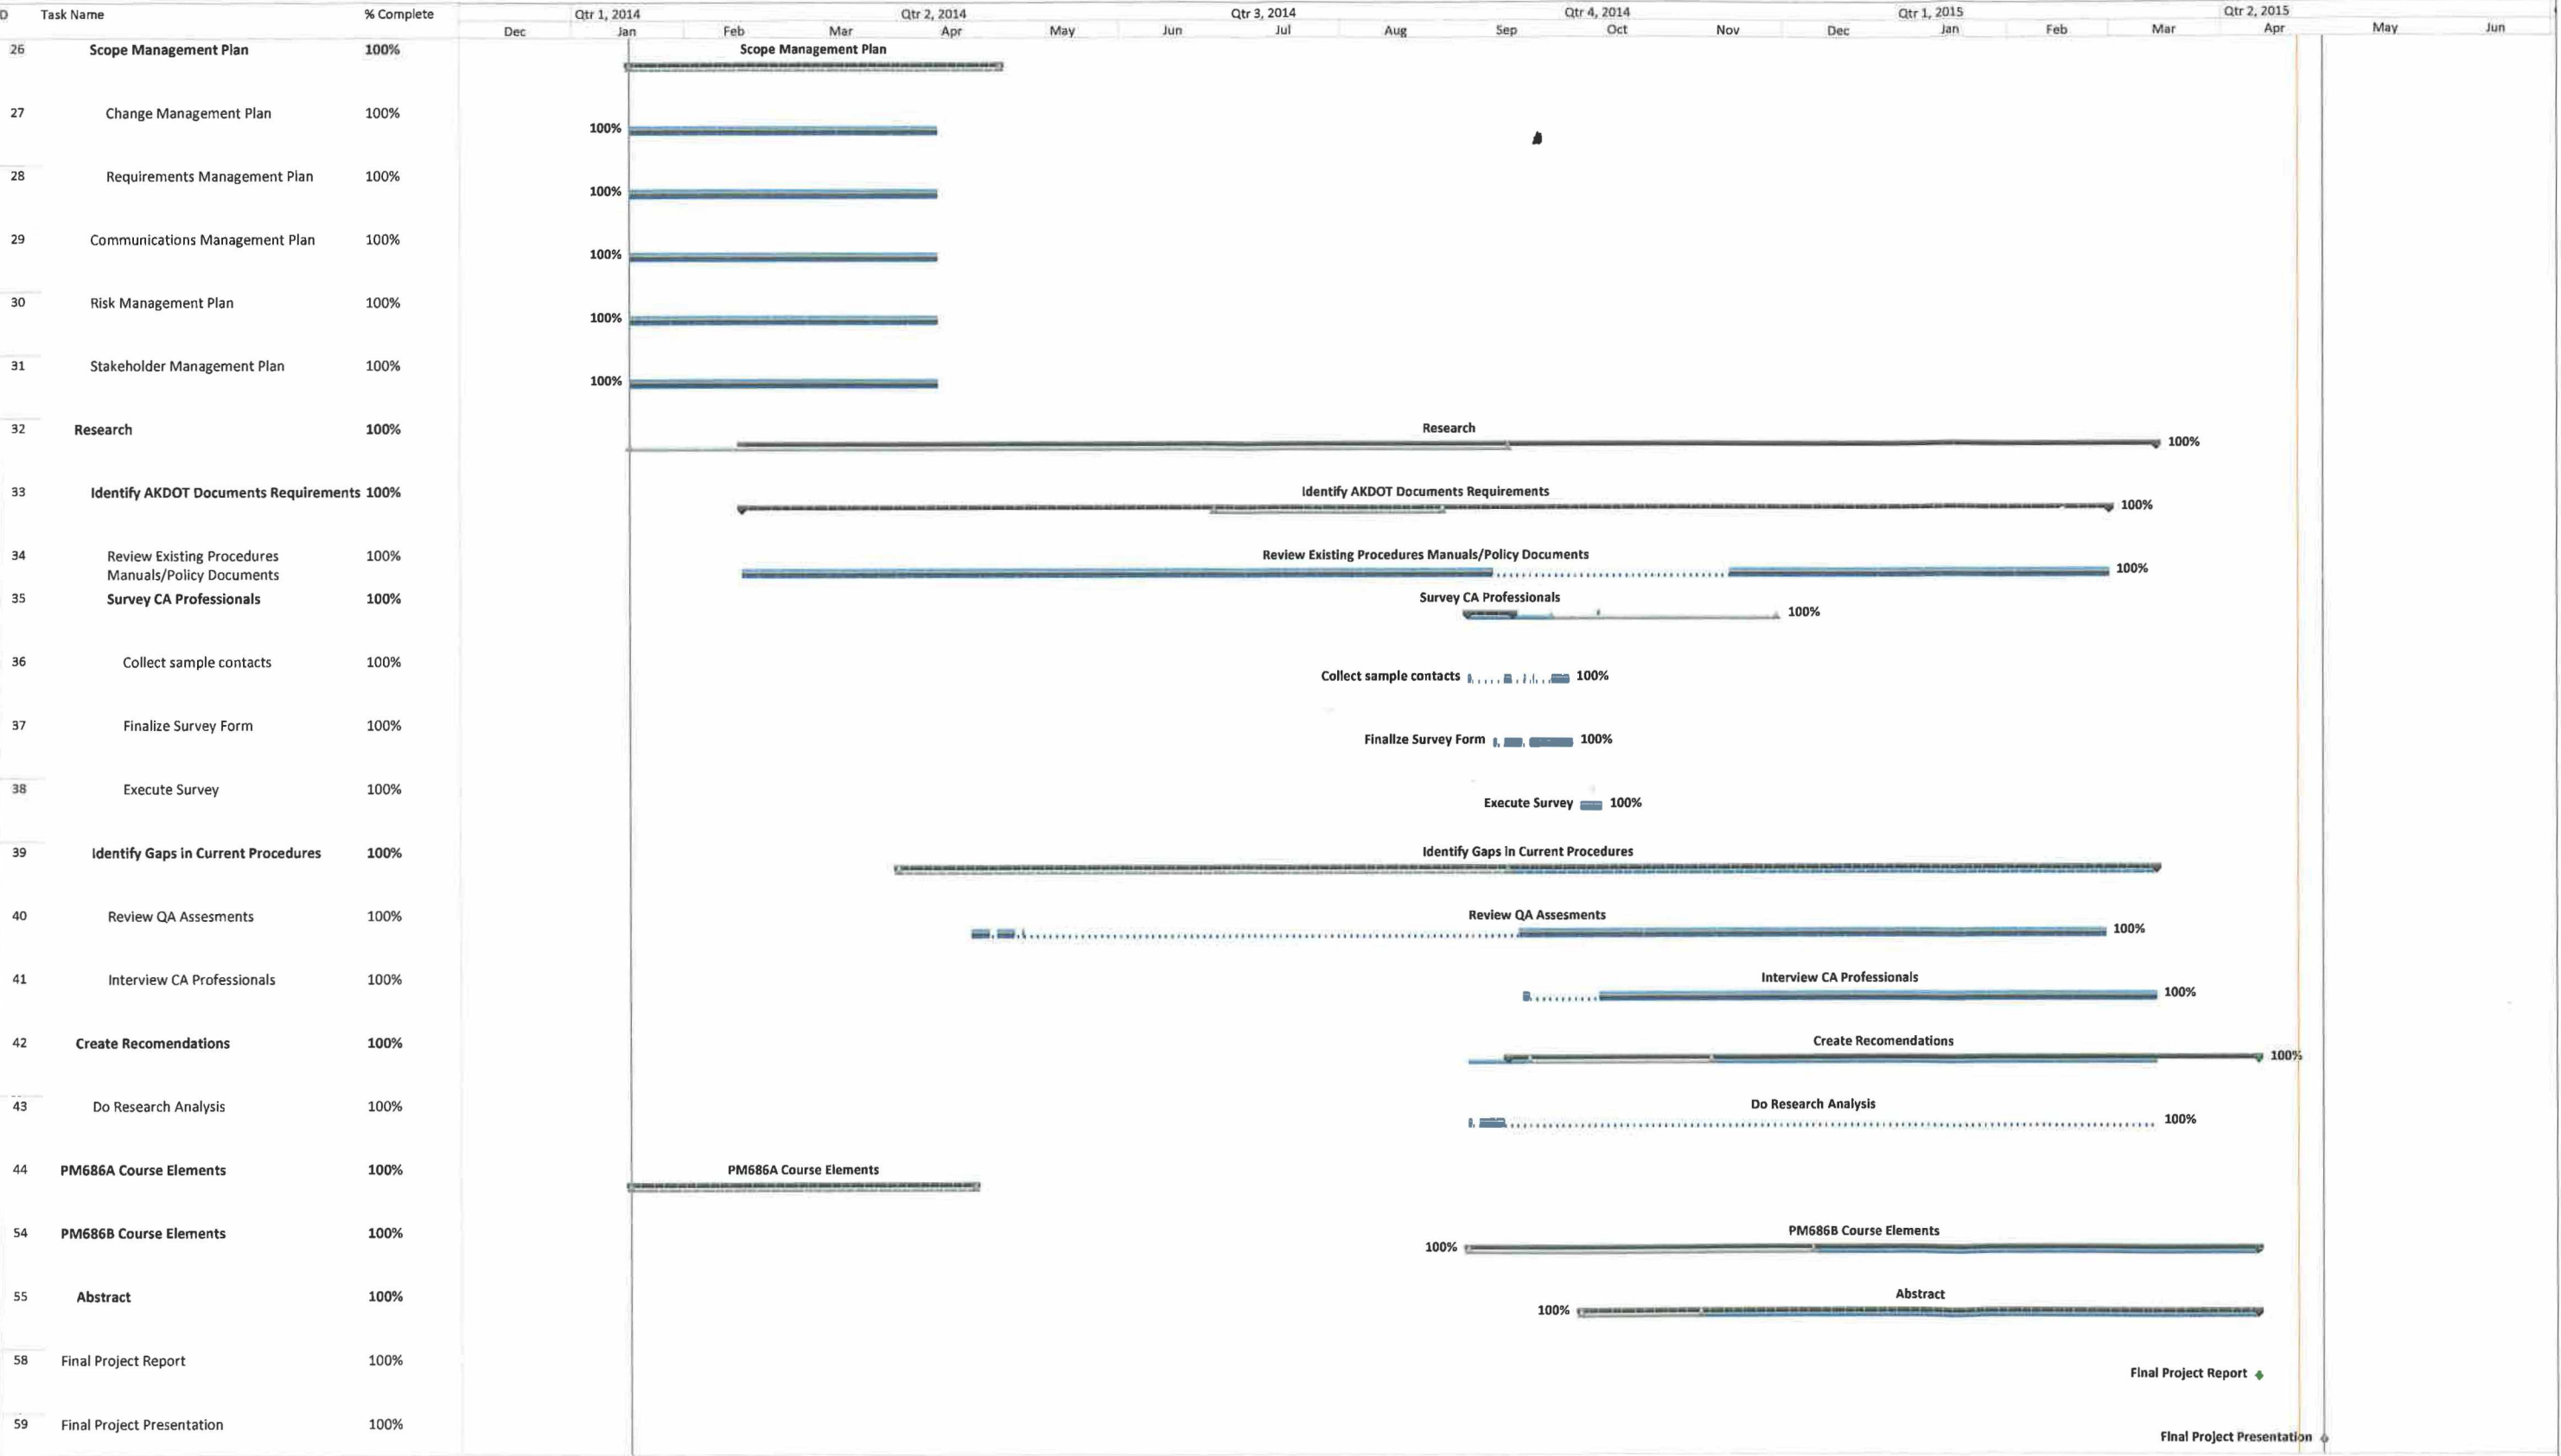 D Task Name % Complete Qtr 1, 2014 Qtr 2, 2014 Qtr 3, 2014 Qtr 4, 2014 Qtr 1, 2015 Qtr 2, 2015
Dec Jan Feb Mar Apr May Jun Jul Aug Sep Oct Nov Dec Jan Feb Mar Apr May Jun
26 Scope Management Plan 100% Scope Management Plan
27 Change Management Plan 100%
100%
28 Requirements Management Plan 100%
100%
29 Communications Management Plan 100%
100%
30 Risk Management Plan 100%
100%
31 Stakeholder Management Plan 100%
100%
32 Research 100% Research
100%
33 Identify AKDOT Documents Requirements 100% Identify AKDOT Documents Requirements
100%
34 Review Existing Procedures 100% Review Existing Procedures Manuals/Policy Documents
Manuals/Policy Documents 100%
35 Survey CA Professionals 100% Survey CA Professionals
100%
36 Collect sample contacts 100%
Collect sample contacts 100%
37 Finalize Survey Form 100%
Finalize Survey Form 100%
38 Execute Survey 100%
Execute Survey 100%
39 Identify Gaps in Current Procedures 100% Identify Gaps in Current Procedures
40 Review QA Assesments 100% Review QA Assesments
100%
41 Interview CA Professionals 100% Interview CA Professionals
100%
42 Create Recomendations 100% Create Recomendations
100%
43 Do Research Analysis 100% Do Research Analysis
100%
44 PM686A Course Elements 100% PM686A Course Elements
54 PM686B Course Elements 100% PM686B Course Elements
100%
55 Abstract 100% Abstract
100%
58 Final Project Report 100%
Final Project Report
59 Final Project Presentation 100%
Final Project Presentation